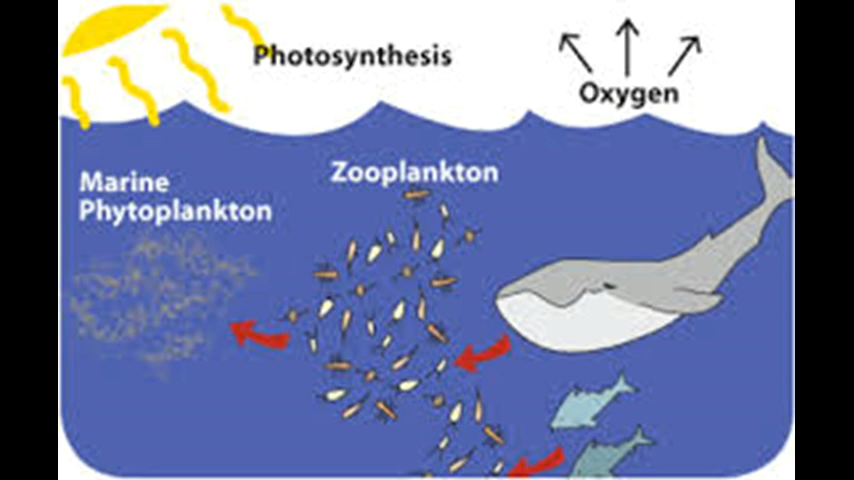 Photosynthesis
Oxygen
Zooplankton
Marine
Phytoplankton